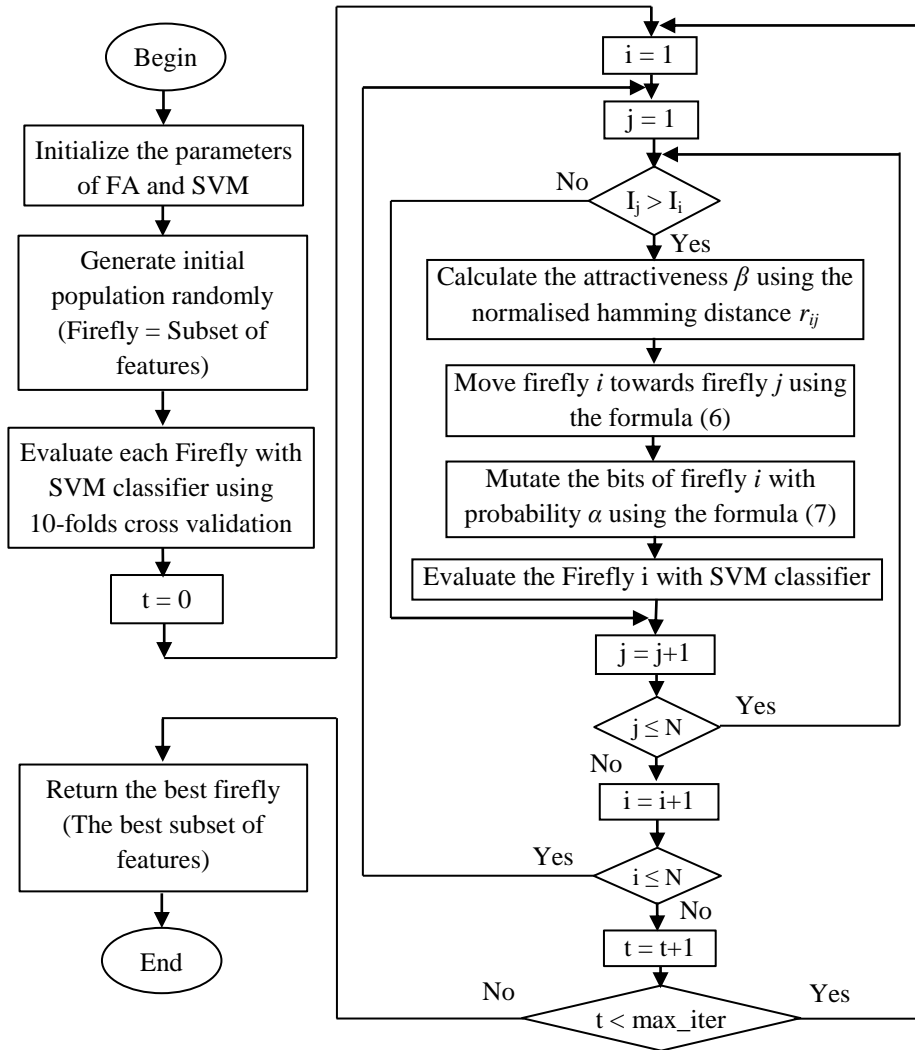 Begin
Initialize the parameters
of FA and SVM
Generate initial
population randomly
(Firefly = Subset of
features)
Evaluate each Firefly with
SVM classifier using
10-folds cross validation
t = 0
i = 1
j = 1
I_j > I_i
No
Yes
Calculate the attractiveness β using the
normalised hamming distance r_ij
Move firefly i towards firefly j using
the formula (6)
Mutate the bits of firefly i with
probability α using the formula (7)
Evaluate the Firefly i with SVM classifier
j = j+1
j ≤ N
Yes
No
i = i+1
i ≤ N
Yes
No
t = t+1
t < max_iter
Yes
No
Return the best firefly
(The best subset of
features)
End